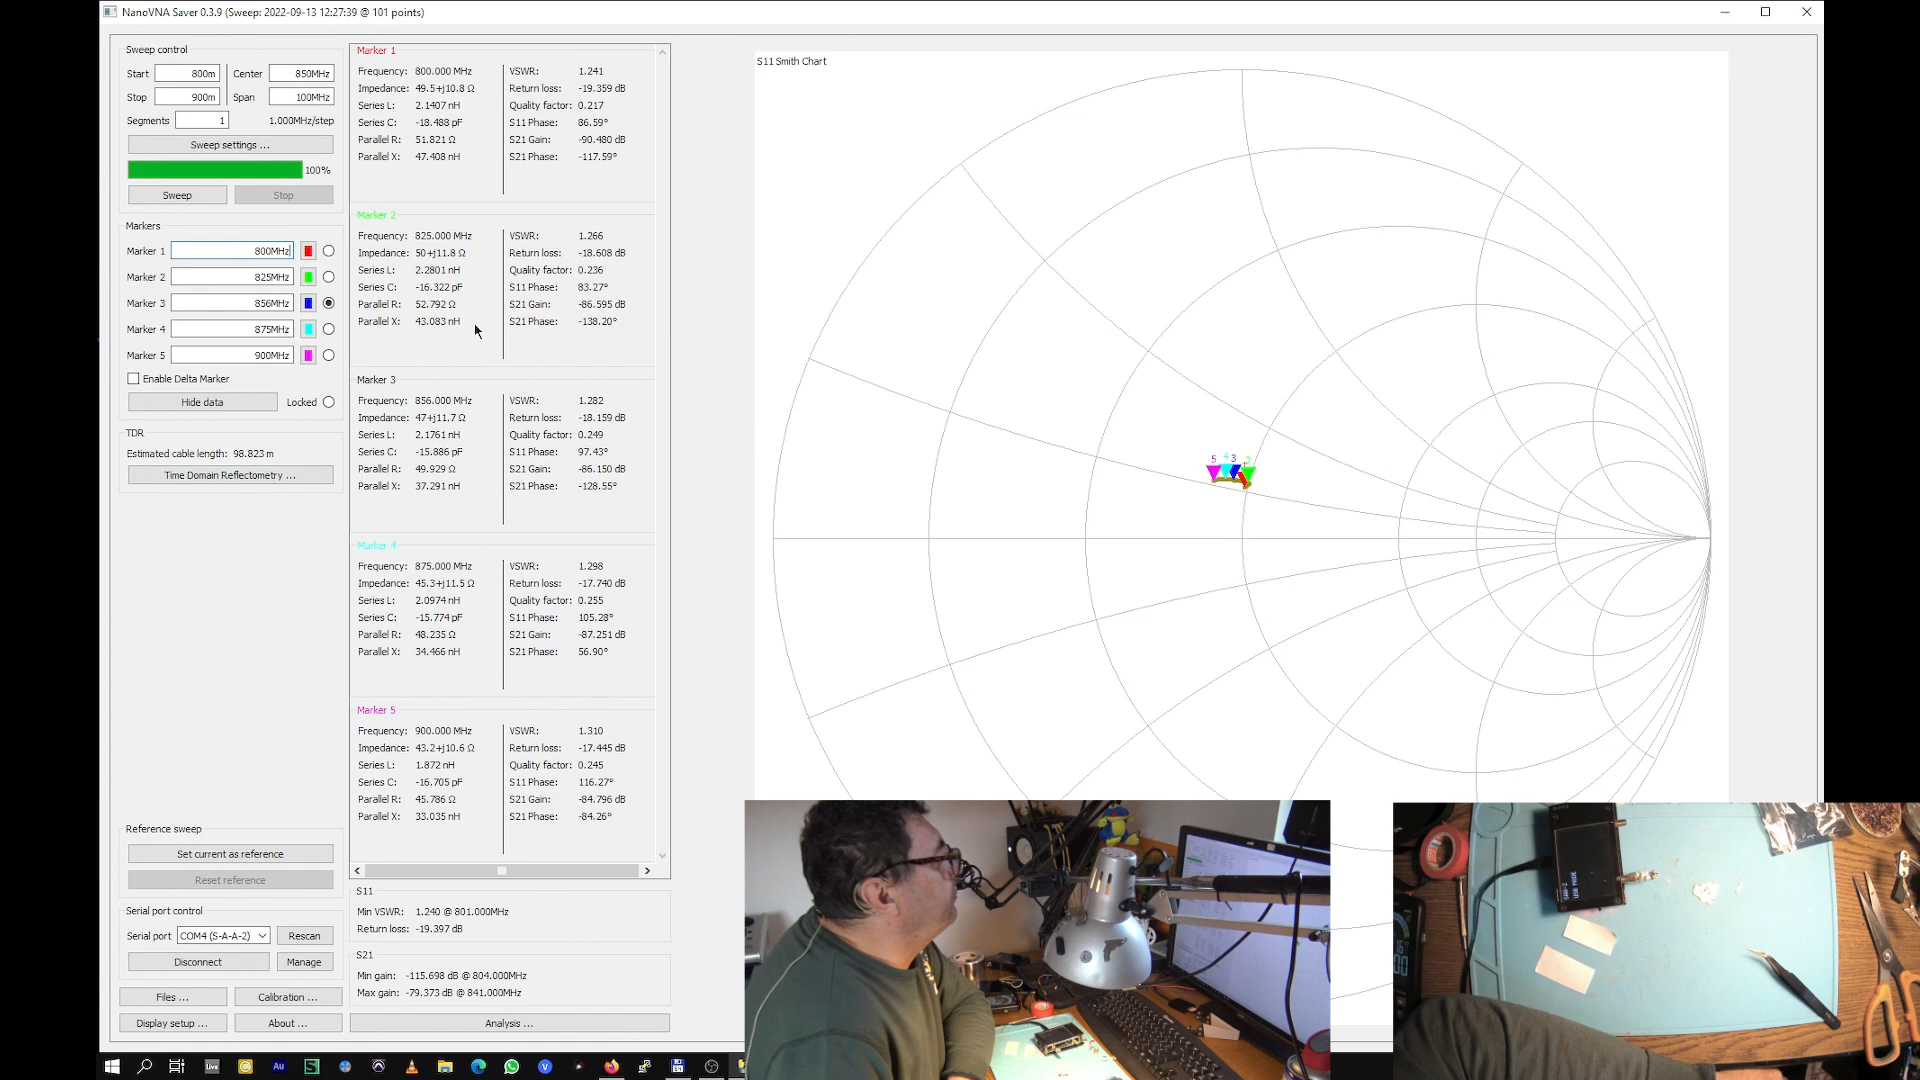 NanoVNA Saver 0.3.9 (Sweep: 2022-09-13 12:27:39 @ 101 points)
Sweep control
Start 800m Center 850MHz
Stop 900m Span 100MHz
Segments 1 1.000MHz/step
Sweep settings ...
100%
Sweep Stop
Markers
Marker 1 800MHz
Marker 2 825MHz
Marker 3 856MHz
Marker 4 875MHz
Marker 5 900MHz
Enable Delta Marker
Hide data Locked
TDR
Estimated cable length: 98.823 m
Time Domain Reflectometry ...
Reference sweep
Set current as reference
Reset reference
Serial port control
Serial port COM4 (S-A-A-2) Rescan
Disconnect Manage
Files ... Calibration ...
Display setup ... About ...
Marker 1
Frequency: 800.000 MHz VSWR: 1.241
Impedance: 49.5+j10.8 Ω Return loss: -19.359 dB
Series L: 2.1407 nH Quality factor: 0.217
Series C: -18.488 pF S11 Phase: 86.59°
Parallel R: 51.821 Ω S21 Gain: -90.480 dB
Parallel X: 47.408 nH S21 Phase: -117.59°
Marker 2
Frequency: 825.000 MHz VSWR: 1.266
Impedance: 50+j11.8 Ω Return loss: -18.608 dB
Series L: 2.2801 nH Quality factor: 0.236
Series C: -16.322 pF S11 Phase: 83.27°
Parallel R: 52.792 Ω S21 Gain: -86.595 dB
Parallel X: 43.083 nH S21 Phase: -138.20°
Marker 3
Frequency: 856.000 MHz VSWR: 1.282
Impedance: 47+j11.7 Ω Return loss: -18.159 dB
Series L: 2.1761 nH Quality factor: 0.249
Series C: -15.886 pF S11 Phase: 97.43°
Parallel R: 49.929 Ω S21 Gain: -86.150 dB
Parallel X: 37.291 nH S21 Phase: -128.55°
Marker 4
Frequency: 875.000 MHz VSWR: 1.298
Impedance: 45.3+j11.5 Ω Return loss: -17.740 dB
Series L: 2.0974 nH Quality factor: 0.255
Series C: -15.774 pF S11 Phase: 105.28°
Parallel R: 48.235 Ω S21 Gain: -87.251 dB
Parallel X: 34.466 nH S21 Phase: 56.90°
Marker 5
Frequency: 900.000 MHz VSWR: 1.310
Impedance: 43.2+j10.6 Ω Return loss: -17.445 dB
Series L: 1.872 nH Quality factor: 0.245
Series C: -16.705 pF S11 Phase: 116.27°
Parallel R: 45.786 Ω S21 Gain: -84.796 dB
Parallel X: 33.035 nH S21 Phase: -84.26°
S11
Min VSWR: 1.240 @ 801.000MHz
Return loss: -19.397 dB
S21
Min gain: -115.698 dB @ 804.000MHz
Max gain: -79.373 dB @ 841.000MHz
Analysis ...
S11 Smith Chart
5 4 3 2
SAA-2
USB MODE
Live
Au
S
V